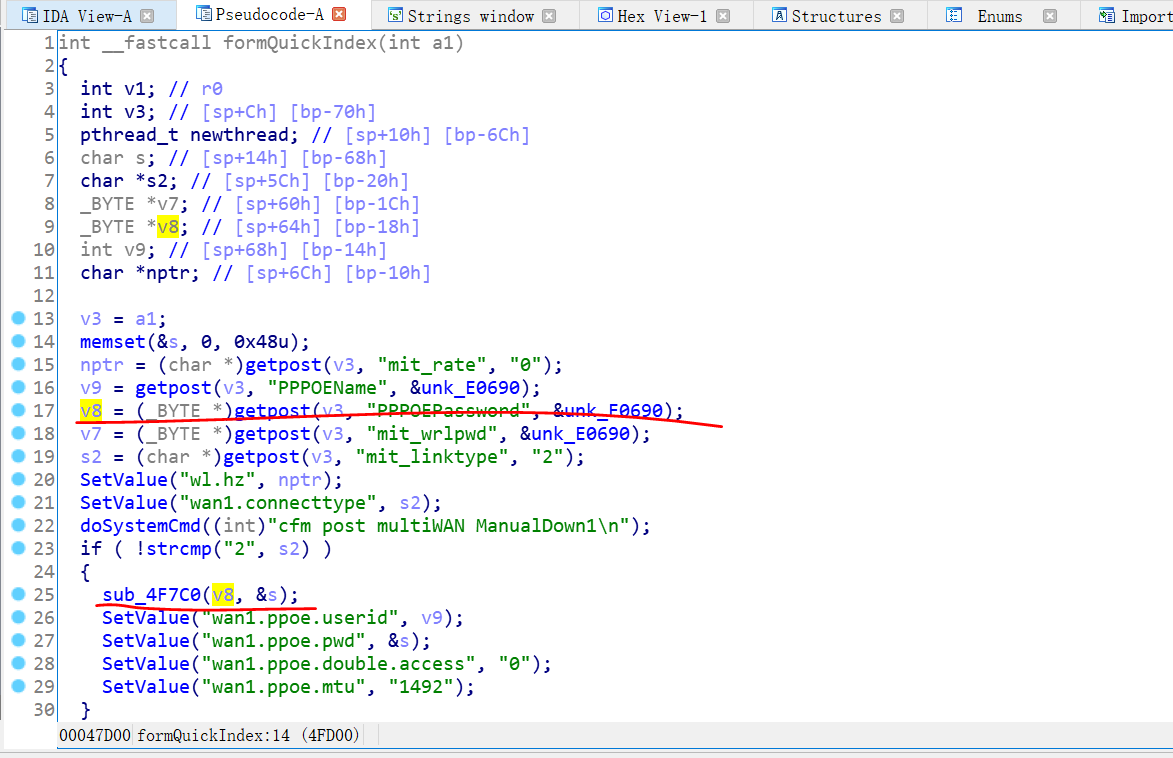 IDA View-A Pseudocode-A Strings window Hex View-1 Structures Enums Import
1 int __fastcall formQuickIndex(int a1)
2 {
3 int v1; // r0
4 int v3; // [sp+Ch] [bp-70h]
5 pthread_t newthread; // [sp+10h] [bp-6Ch]
6 char s; // [sp+14h] [bp-68h]
7 char *s2; // [sp+5Ch] [bp-20h]
8 _BYTE *v7; // [sp+60h] [bp-1Ch]
9 _BYTE *v8; // [sp+64h] [bp-18h]
10 int v9; // [sp+68h] [bp-14h]
11 char *nptr; // [sp+6Ch] [bp-10h]
12
13 v3 = a1;
14 memset(&s, 0, 0x48u);
15 nptr = (char *)getpost(v3, "mit_rate", "0");
16 v9 = getpost(v3, "PPPOEName", &unk_E0690);
17 v8 = (_BYTE *)getpost(v3, "PPPOEPassword", &unk_E0690);
18 v7 = (_BYTE *)getpost(v3, "mit_wrlpwd", &unk_E0690);
19 s2 = (char *)getpost(v3, "mit_linktype", "2");
20 SetValue("wl.hz", nptr);
21 SetValue("wan1.connecttype", s2);
22 doSystemCmd((int)"cfm post multiWAN ManualDown1\n");
23 if ( !strcmp("2", s2) )
24 {
25 sub_4F7C0(v8, &s);
26 SetValue("wan1.ppoe.userid", v9);
27 SetValue("wan1.ppoe.pwd", &s);
28 SetValue("wan1.ppoe.double.access", "0");
29 SetValue("wan1.ppoe.mtu", "1492");
30 }
00047D00 formQuickIndex:14 (4FD00)